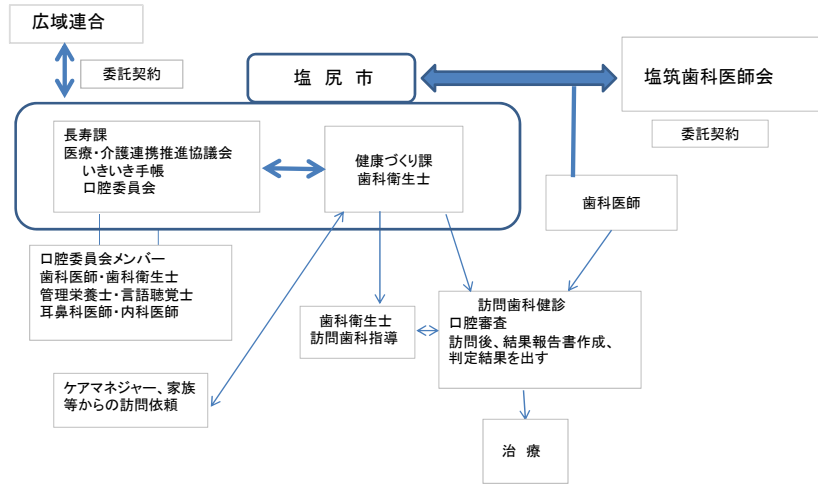 広域連合
委託契約
塩 尻 市
塩筑歯科医師会
委託契約
長寿課
医療・介護連携推進協議会
いきいき手帳
口腔委員会
健康づくり課
歯科衛生士
歯科医師
口腔委員会メンバー
歯科医師・歯科衛生士
管理栄養士・言語聴覚士
耳鼻科医師・内科医師
歯科衛生士
訪問歯科指導
訪問歯科健診
口腔審査
訪問後、結果報告書作成、
判定結果を出す
ケアマネジャー、家族
等からの訪問依頼
治 療